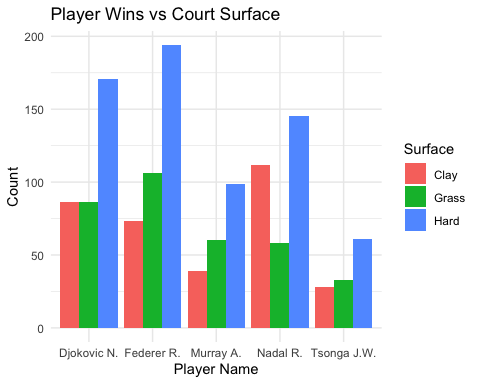 Player Wins vs Court Surface
Count
200
150
100
50
0
Djokovic N. Federer R. Murray A. Nadal R. Tsonga J.W.
Player Name
Surface
Clay
Grass
Hard